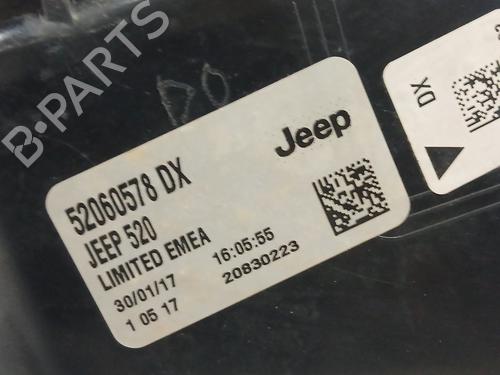 B-PARTS
DO
Jeep
52060578 DX
JEEP 520
LIMITED EMEA
30/01/17 16:05:55
1 05 17 20830223
DX